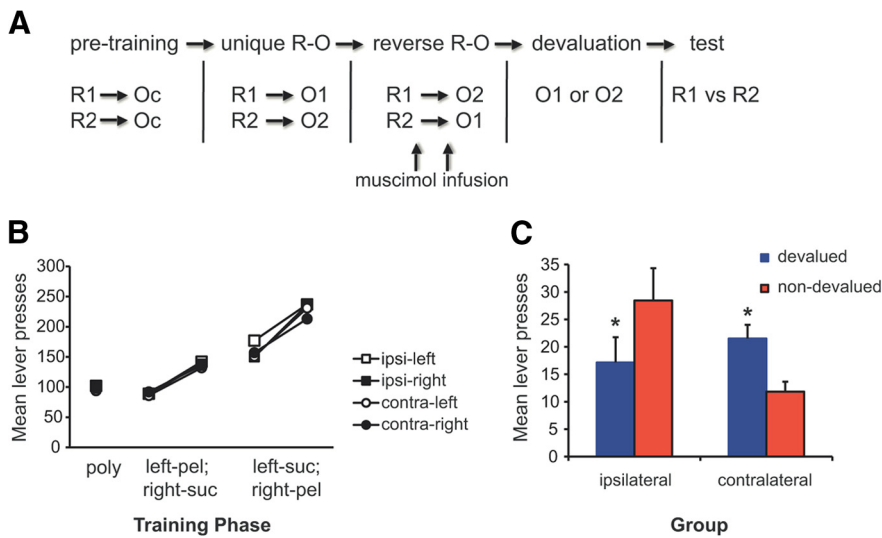 A
pre-training → unique R-O → reverse R-O → devaluation → test
R1 → Oc R1 → O1 R1 → O2 O1 or O2 R1 vs R2
R2 → Oc R2 → O2 R2 → O1
muscimol infusion
B
Mean lever presses
300
250
200
150
100
50
0
poly
left-pel;
right-suc
left-suc;
right-pel
Training Phase
ipsi-left
ipsi-right
contra-left
contra-right
C
Mean lever presses
35
30
25
20
15
10
5
0
*
*
devalued
non-devalued
ipsilateral
contralateral
Group